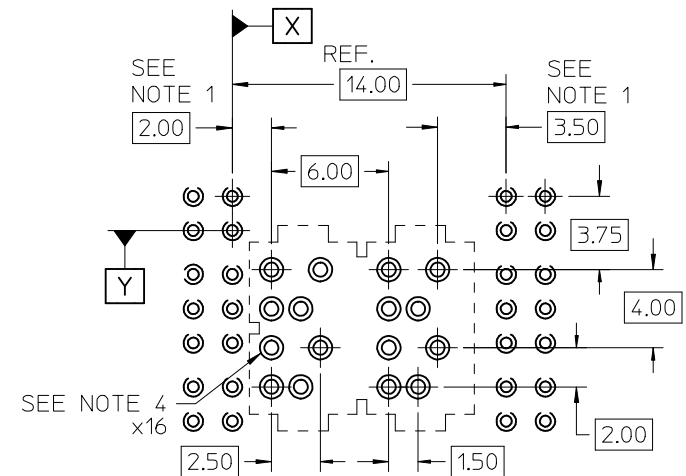 X
REF.
SEE
NOTE 1
14.00
SEE
NOTE 1
2.00
3.50
6.00
3.75
Y
4.00
SEE NOTE 4
x16
2.00
2.50
1.50